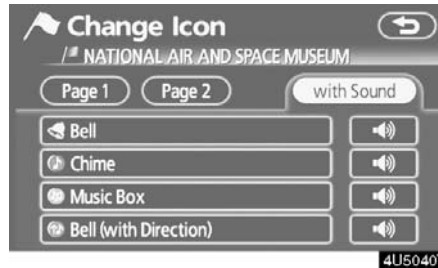 Change Icon
NATIONAL AIR AND SPACE MUSEUM
Page 1 Page 2 with Sound
Bell
Chime
Music Box
Bell (with Direction)
4U5040